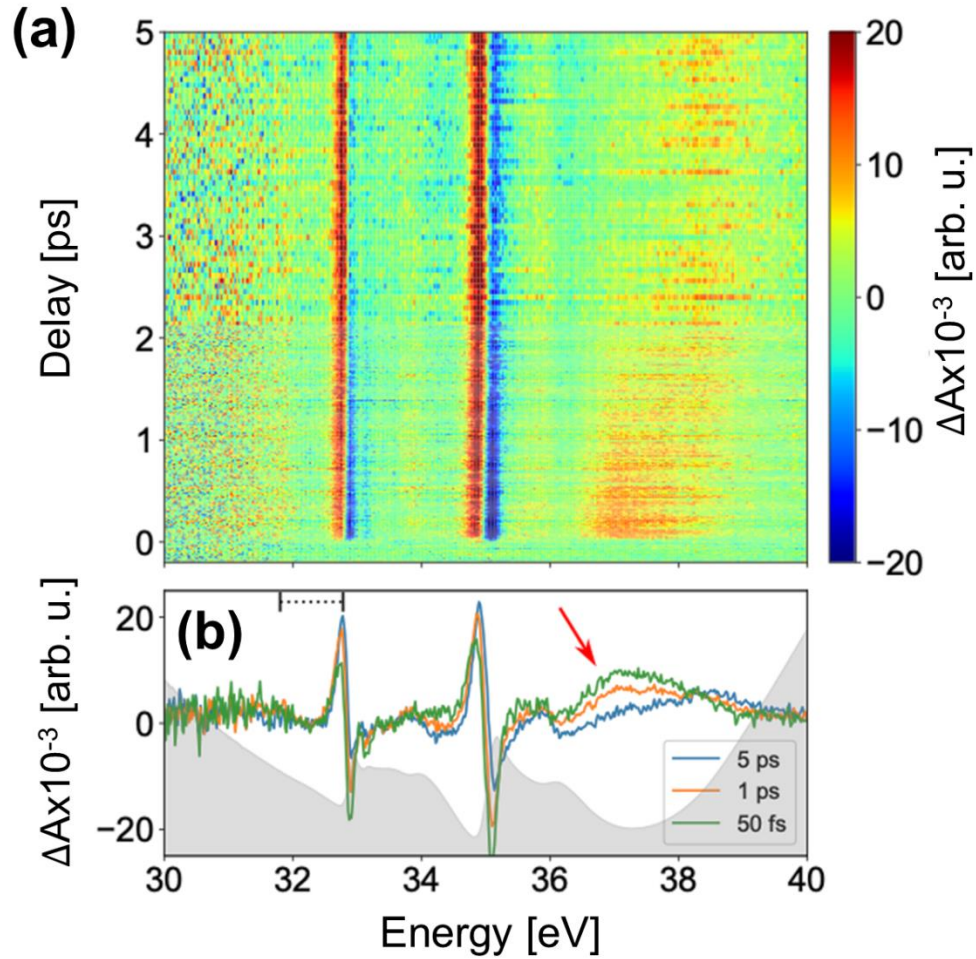 (a)
5
4
3
2
1
0
Delay [ps]
20
10
0
−10
−20
ΔAx10⁻³ [arb. u.]
(b)
20
0
−20
ΔAx10⁻³ [arb. u.]
5 ps
1 ps
50 fs
30 32 34 36 38 40
Energy [eV]